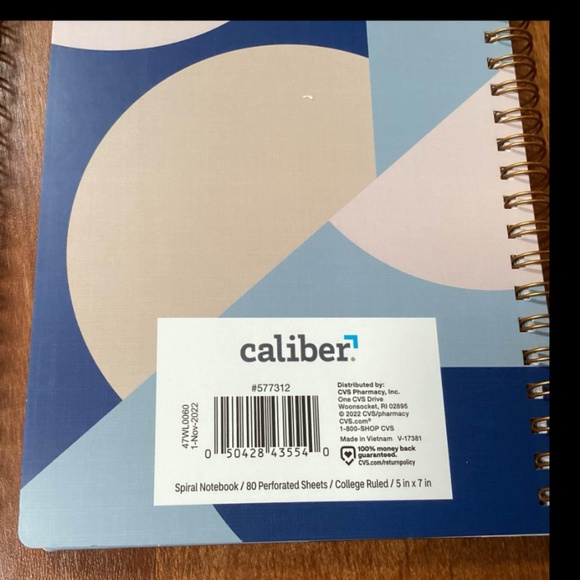 caliber®
#577312
47WL0060
1-Nov-2022
0 50428 43554 0
Distributed by:
CVS Pharmacy, Inc.
One CVS Drive
Woonsocket, RI 02895
© 2022 CVS/pharmacy
CVS.com®
1-800-SHOP CVS
Made in Vietnam V-17381
100% money back
guaranteed.
CVS.com/returnpolicy
Spiral Notebook / 80 Perforated Sheets / College Ruled / 5 in x 7 in